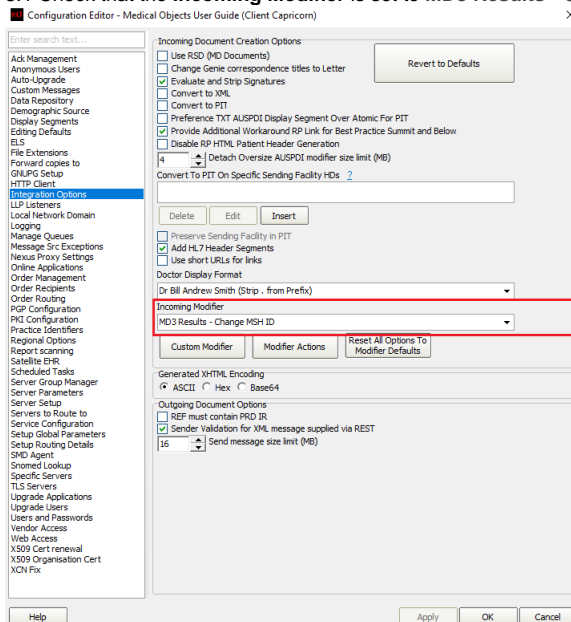 Configuration Editor - Medical Objects User Guide (Client Capricorn)
Enter search text...
Ack Management
Anonymous Users
Auto-Upgrade
Custom Messages
Data Repository
Demographic Source
Display Segments
Editing Defaults
ELS
File Extensions
Forward copies to
GNUPG Setup
HTTP Client
Integration Options
LLP Listeners
Local Network Domain
Logging
Manage Queues
Message Src Exceptions
Nexus Proxy Settings
Online Applications
Order Management
Order Recipients
Order Routing
PGP Configuration
PKI Configuration
Practice Identifiers
Regional Options
Report scanning
Satellite EHR
Scheduled Tasks
Server Group Manager
Server Parameters
Server Setup
Servers to Route to
Service Configuration
Setup Global Parameters
Setup Routing Details
SMD Agent
Snomed Lookup
Specific Servers
TLS Servers
Upgrade Applications
Upgrade Users
Users and Passwords
Vendor Access
Web Access
X509 Cert renewal
X509 Organisation Cert
XCN Fix
Incoming Document Creation Options
Use RSD (MD Documents)
Change Genie correspondence titles to Letter
Revert to Defaults
Evaluate and Strip Signatures
Convert to XML
Convert to PIT
Preference TXT AUSPDI Display Segment Over Atomic For PIT
Provide Additional Workaround RP Link for Best Practice Summit and Below
Disable RP HTML Patient Header Generation
4 Detach Oversize AUSPDI modifier size limit (MB)
Convert To PIT On Specific Sending Facility HDs ?
Delete Edit Insert
Preserve Sending Facility in PIT
Add HL7 Header Segments
Use short URLs for links
Doctor Display Format
Dr Bill Andrew Smith (Strip . from Prefix)
Incoming Modifier
MD3 Results - Change MSH ID
Custom Modifier Modifier Actions Reset All Options To Modifier Defaults
Generated XHTML Encoding
ASCII Hex Base64
Outgoing Document Options
REF must contain PRD IR
Sender Validation for XML message supplied via REST
16 Send message size limit (MB)
Help Apply OK Cancel